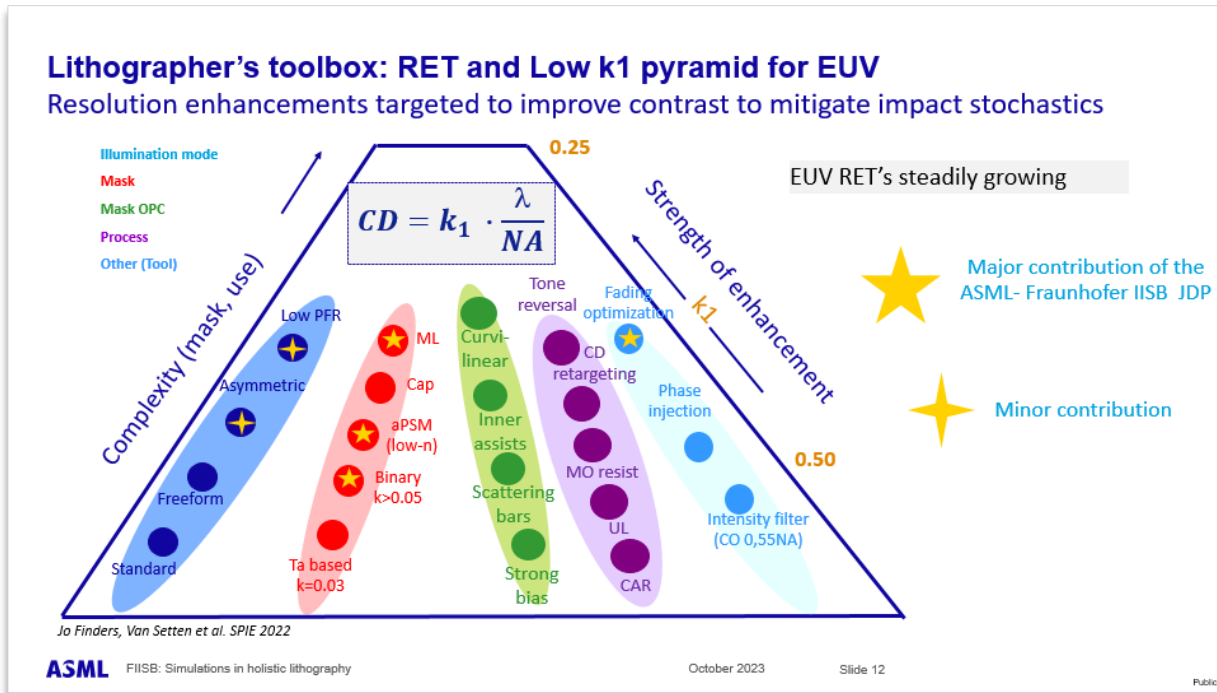 Lithographer's toolbox: RET and Low k1 pyramid for EUV
Resolution enhancements targeted to improve contrast to mitigate impact stochastics
Illumination mode
Mask
Mask OPC
Process
Other (Tool)
0.25
CD = k₁ · λ/NA
EUV RET's steadily growing
Complexity (mask, use)
Strength of enhancement
k1
0.50
Major contribution of the
ASML- Fraunhofer IISB JDP
Minor contribution
Low PFR
Asymmetric
Freeform
Standard
ML
Cap
aPSM
(low-n)
Binary
k>0.05
Ta based
k=0.03
Curvi-
linear
Inner
assists
Scattering
bars
Strong
bias
Tone
reversal
CD
retargeting
MO resist
UL
CAR
Fading
optimization
Phase
injection
Intensity filter
(CO 0,55NA)
Jo Finders, Van Setten et al. SPIE 2022
ASML
FIISB: Simulations in holistic lithography
October 2023
Slide 12
Public